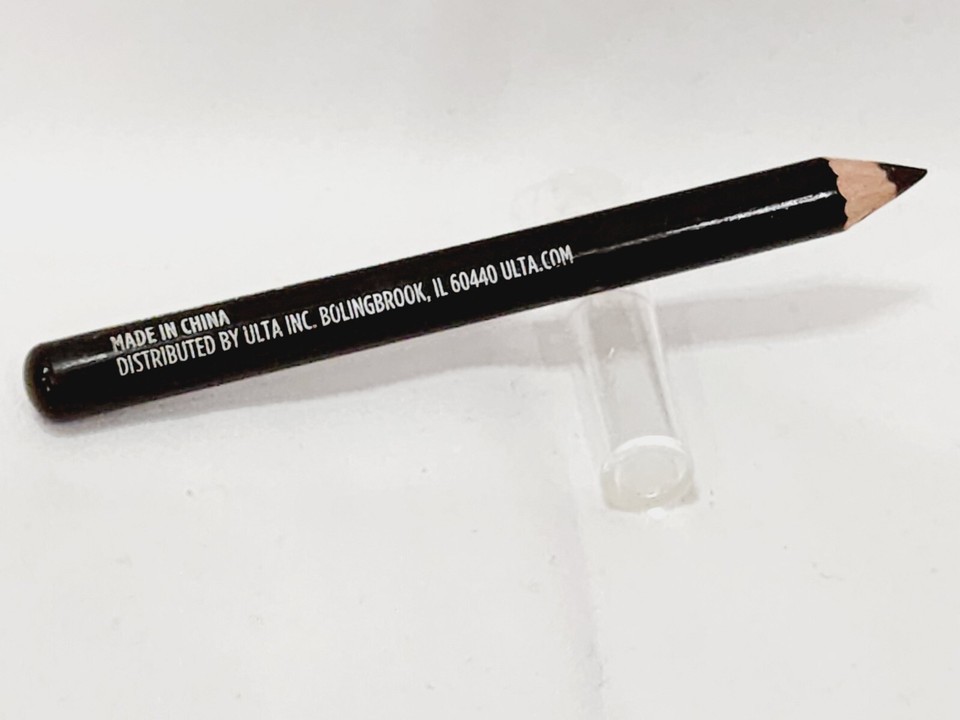 MADE IN CHINA
DISTRIBUTED BY ULTA INC. BOLINGBROOK, IL 60440 ULTA.COM